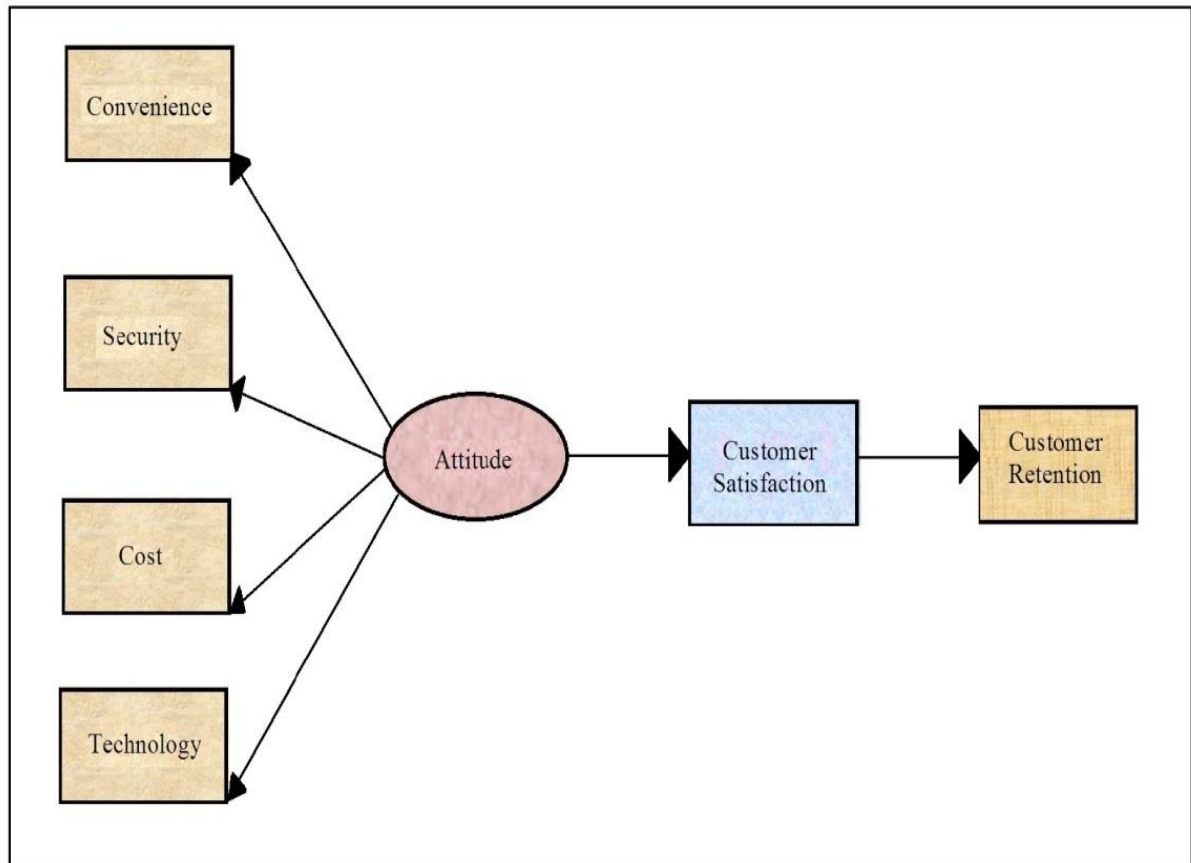 Convenience
Security
Cost
Technology
Attitude
Customer
Satisfaction
Customer
Retention